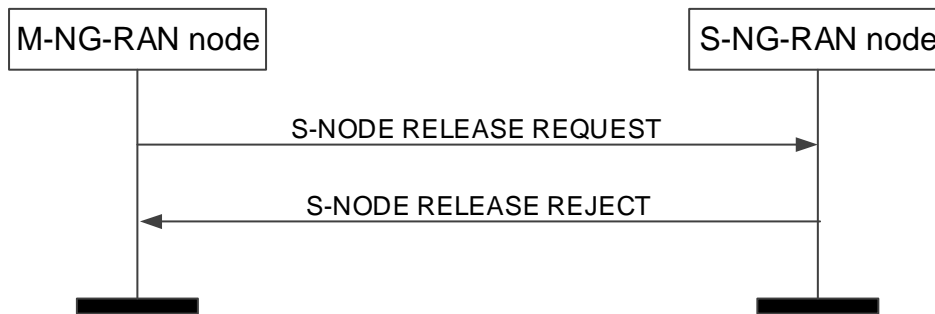 M-NG-RAN node
S-NG-RAN node
S-NODE RELEASE REQUEST
S-NODE RELEASE REJECT